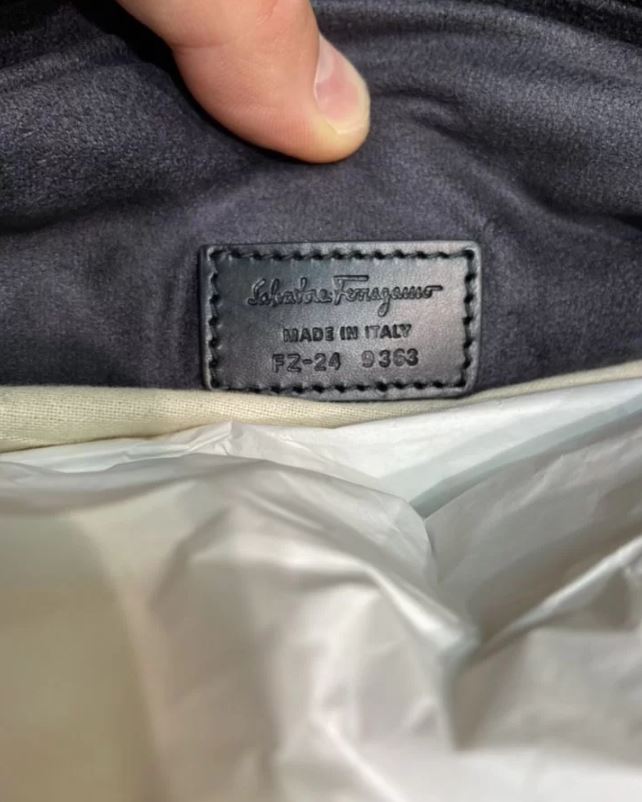 Salvatore Ferragamo
MADE IN ITALY
FZ-24 9363